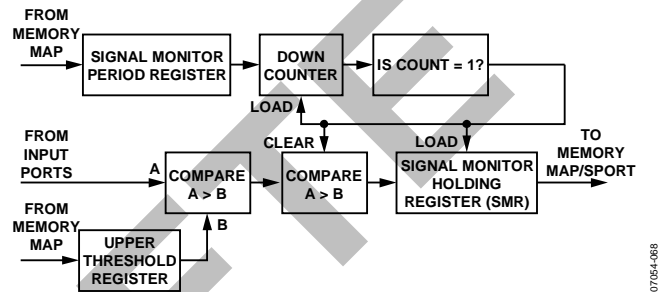 FROM
MEMORY
MAP
SIGNAL MONITOR
PERIOD REGISTER
DOWN
COUNTER
IS COUNT = 1?
LOAD
FROM
INPUT
PORTS
A
COMPARE
A > B
CLEAR
COMPARE
A > B
LOAD
SIGNAL MONITOR
HOLDING
REGISTER (SMR)
TO
MEMORY
MAP/SPORT
FROM
MEMORY
MAP
UPPER
THRESHOLD
REGISTER
B
07054-068